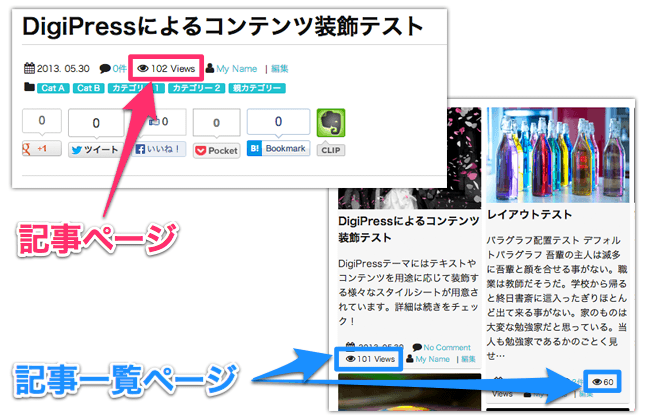 DigiPressによるコンテンツ装飾テスト
2013. 05.30 0件 102 Views My Name | 編集
Cat A Cat B カテゴリー1 カテゴリー2 親カテゴリー
0 0 0 0 0
+1 ツイート いいね！ Pocket B! Bookmark CLIP
記事ページ
DigiPressによるコンテンツ
装飾テスト
DigiPressテーマにはテキストや
コンテンツを用途に応じて装飾す
る様々なスタイルシートが用意さ
れています。詳細は続きをチェッ
ク！
2013. 05.30 No Comment
101 Views My Name | 編集
レイアウトテスト
パラグラフ配置テスト デフォル
トパラグラフ 吾輩の主人は滅多
に吾輩と顔を合せる事がない。職
業は教師だそうだ。学校から帰る
と終日書斎に這入ったぎりほとん
ど出て来る事がない。家のものは
大変な勉強家だと思っている。当
人も勉強家であるかのごとく見
せ…
0件 60
Views My Name | 編集
記事一覧ページ